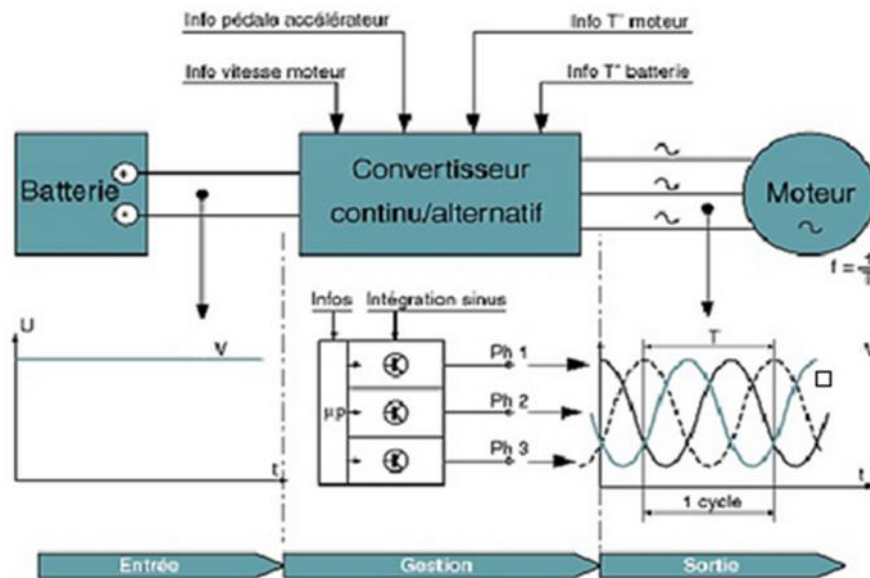 Info pédale accélérateur
Info T° moteur
Info vitesse moteur
Info T° batterie
Batterie
+
Convertisseur
continu/alternatif
Moteur
Infos
Intégration sinus
U
V
t
µp
Ph 1
Ph 2
Ph 3
T
t
1 cycle
Entrée
Gestion
Sortie